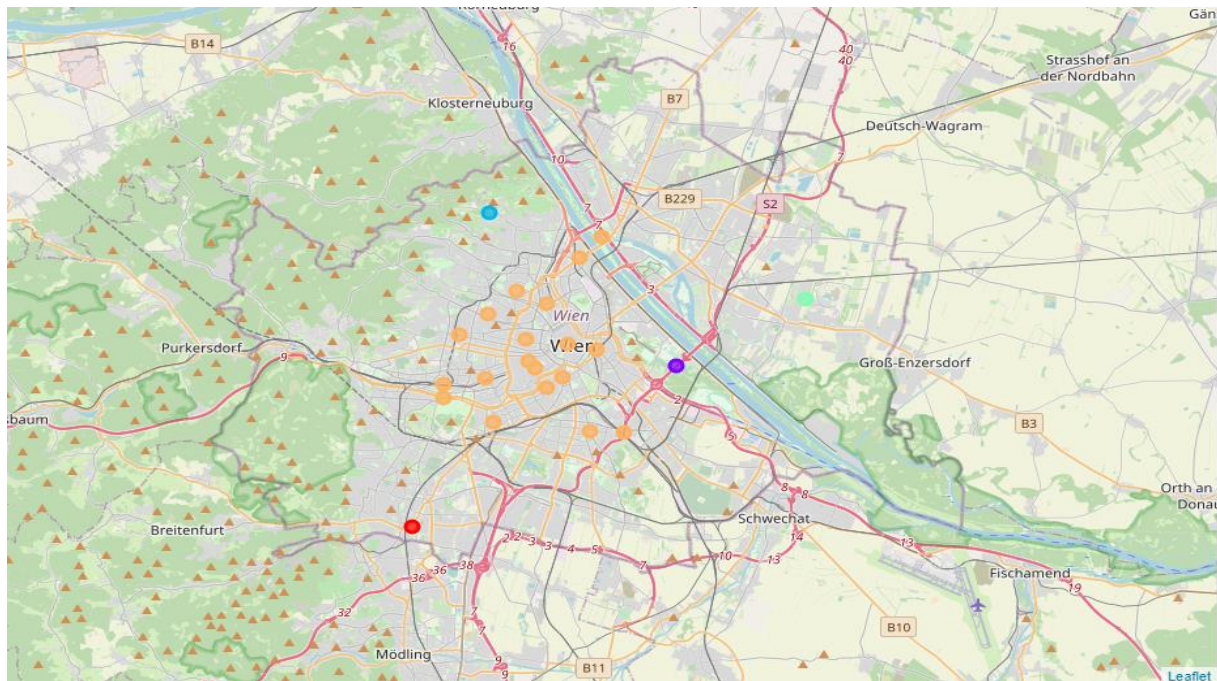 Korneuburg
Gän
16
40
40
B14
Strasshof an
der Nordbahn
B7
Klosterneuburg
Deutsch-Wagram
10
7
B229
S2
7
7
3
Wien
Wien
Purkersdorf
9
Groß-Enzersdorf
sbaum
2
B3
5
8
8
Orth an
Donau
Schwechat
Breitenfurt
14
13
2
2
3
3
4
5
10
13
7
38
36
36
Fischamend
19
32
7
1
B10
Mödling
9
9
B11
Leaflet